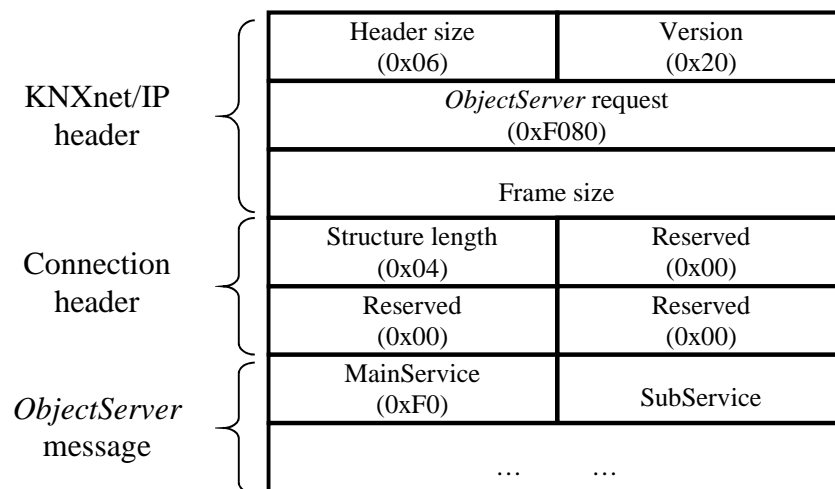 Header size
(0x06)
Version
(0x20)
KNXnet/IP
header
ObjectServer request
(0xF080)
Frame size
Connection
header
Structure length
(0x04)
Reserved
(0x00)
Reserved
(0x00)
Reserved
(0x00)
ObjectServer
message
MainService
(0xF0)
SubService
... ...